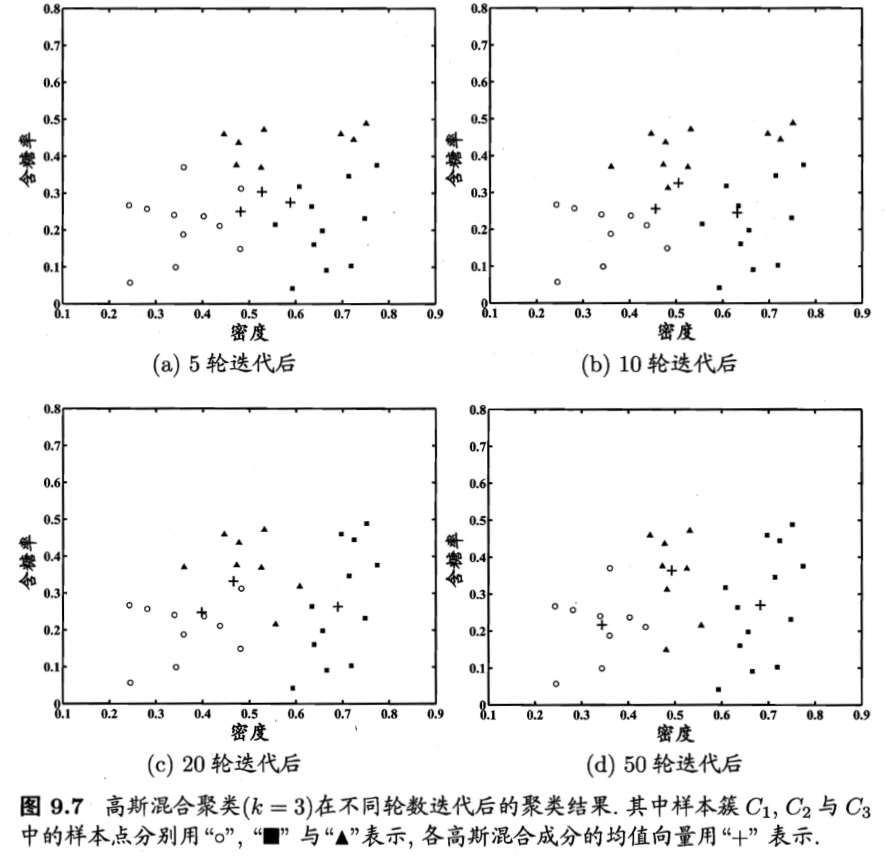 0.8
0.7
0.6
0.5
0.4
0.3
0.2
0.1
0
含糖率
0.1 0.2 0.3 0.4 0.5 0.6 0.7 0.8 0.9
密度
(a) 5 轮迭代后
0.8
0.7
0.6
0.5
0.4
0.3
0.2
0.1
0
含糖率
0.1 0.2 0.3 0.4 0.5 0.6 0.7 0.8 0.9
密度
(b) 10 轮迭代后
0.8
0.7
0.6
0.5
0.4
0.3
0.2
0.1
0
含糖率
0.1 0.2 0.3 0.4 0.5 0.6 0.7 0.8 0.9
密度
(c) 20 轮迭代后
0.8
0.7
0.6
0.5
0.4
0.3
0.2
0.1
0
含糖率
0.1 0.2 0.3 0.4 0.5 0.6 0.7 0.8 0.9
密度
(d) 50 轮迭代后
图 9.7 高斯混合聚类(k = 3)在不同轮数迭代后的聚类结果. 其中样本簇 C₁, C₂ 与 C₃
中的样本点分别用“○”, “■” 与“▲”表示, 各高斯混合成分的均值向量用“+” 表示.